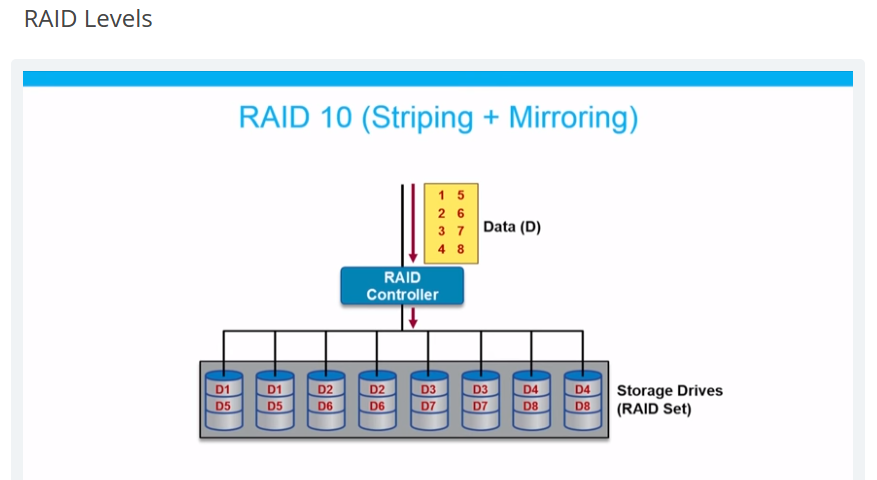 RAID Levels
RAID 10 (Striping + Mirroring)
1 5
2 6
3 7
4 8
Data (D)
RAID
Controller
D1 D1 D2 D2 D3 D3 D4 D4
D5 D5 D6 D6 D7 D7 D8 D8
Storage Drives
(RAID Set)